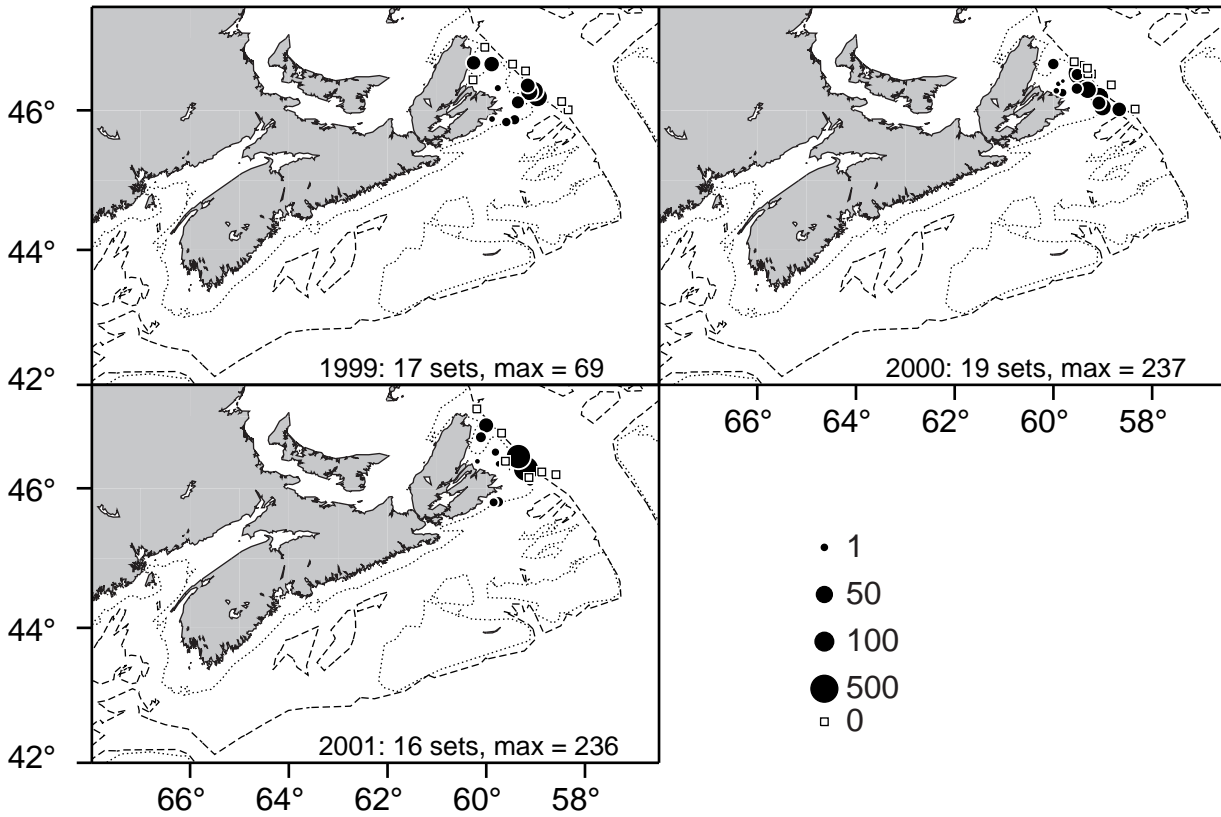 46°
44°
42°
1999: 17 sets, max = 69
2000: 19 sets, max = 237
66° 64° 62° 60° 58°
46°
44°
42°
2001: 16 sets, max = 236
66° 64° 62° 60° 58°
1
50
100
500
0